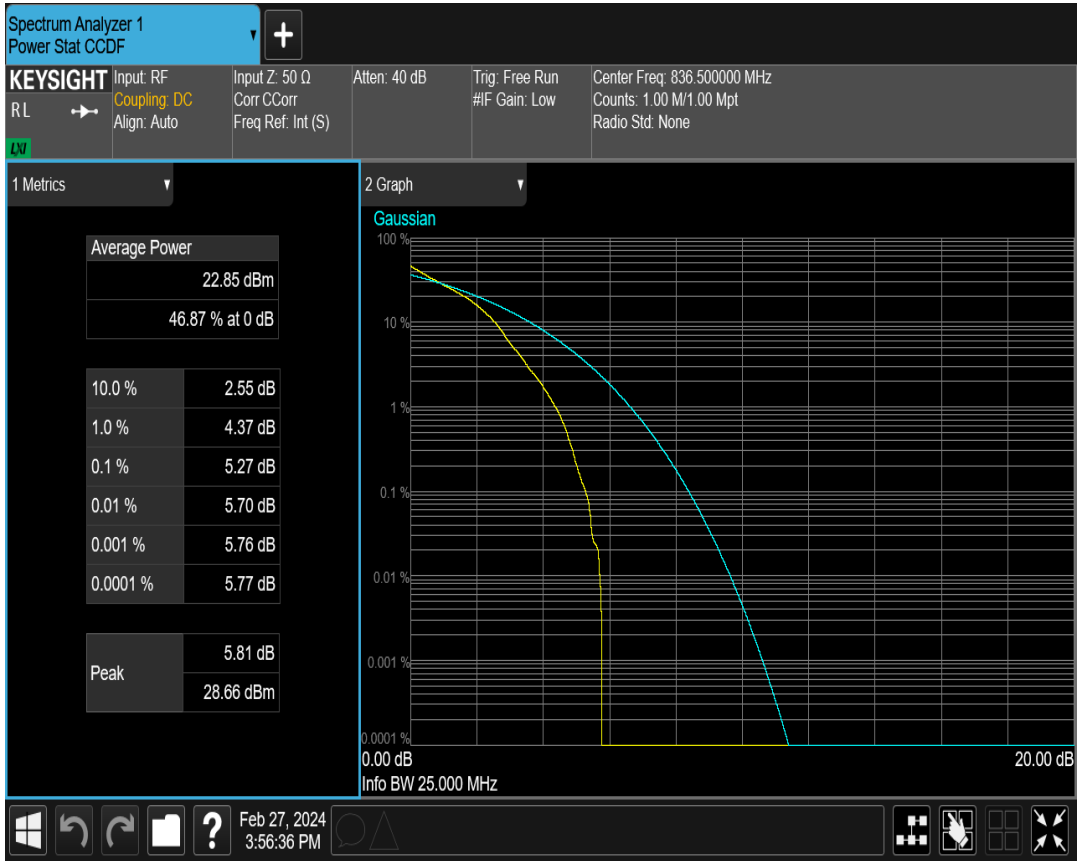 Spectrum Analyzer 1
Power Stat CCDF
+
KEYSIGHT
R L
LXI
Input: RF
Coupling: DC
Align: Auto
Input Z: 50 Ω
Corr CCorr
Freq Ref: Int (S)
Atten: 40 dB
Trig: Free Run
#IF Gain: Low
Center Freq: 836.500000 MHz
Counts: 1.00 M/1.00 Mpt
Radio Std: None
1 Metrics
Average Power
22.85 dBm
46.87 % at 0 dB
10.0 % 2.55 dB
1.0 % 4.37 dB
0.1 % 5.27 dB
0.01 % 5.70 dB
0.001 % 5.76 dB
0.0001 % 5.77 dB
Peak
5.81 dB
28.66 dBm
2 Graph
Gaussian
100 %
10 %
1 %
0.1 %
0.01 %
0.001 %
0.0001 %
0.00 dB 20.00 dB
Info BW 25.000 MHz
?
Feb 27, 2024
3:56:36 PM